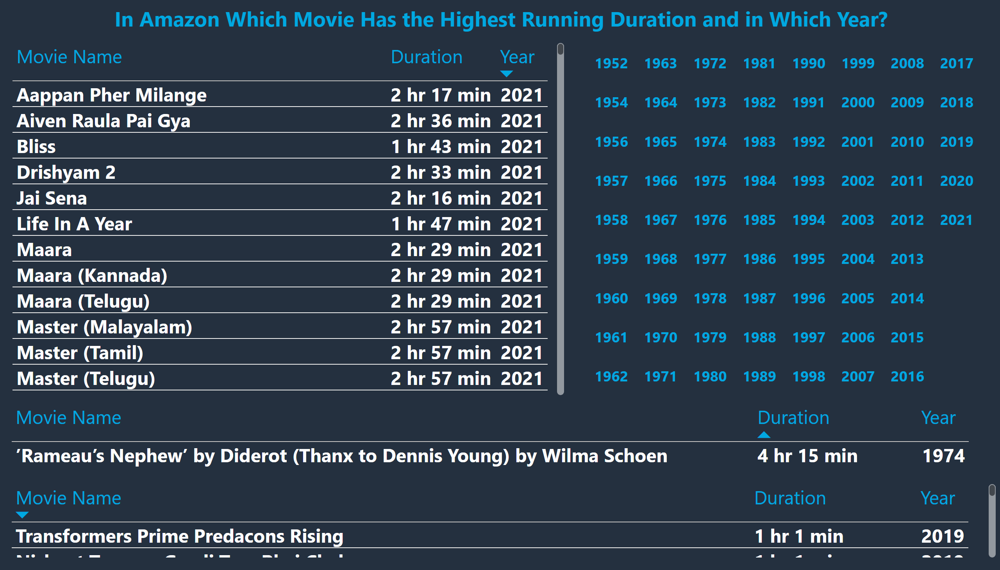 In Amazon Which Movie Has the Highest Running Duration and in Which Year?
Movie Name Duration Year
Aappan Pher Milange 2 hr 17 min 2021
Aiven Raula Pai Gya 2 hr 36 min 2021
Bliss 1 hr 43 min 2021
Drishyam 2 2 hr 33 min 2021
Jai Sena 2 hr 16 min 2021
Life In A Year 1 hr 47 min 2021
Maara 2 hr 29 min 2021
Maara (Kannada) 2 hr 29 min 2021
Maara (Telugu) 2 hr 29 min 2021
Master (Malayalam) 2 hr 57 min 2021
Master (Tamil) 2 hr 57 min 2021
Master (Telugu) 2 hr 57 min 2021
1952 1963 1972 1981 1990 1999 2008 2017
1954 1964 1973 1982 1991 2000 2009 2018
1956 1965 1974 1983 1992 2001 2010 2019
1957 1966 1975 1984 1993 2002 2011 2020
1958 1967 1976 1985 1994 2003 2012 2021
1959 1968 1977 1986 1995 2004 2013
1960 1969 1978 1987 1996 2005 2014
1961 1970 1979 1988 1997 2006 2015
1962 1971 1980 1989 1998 2007 2016
Movie Name Duration Year
’Rameau’s Nephew’ by Diderot (Thanx to Dennis Young) by Wilma Schoen 4 hr 15 min 1974
Movie Name Duration Year
Transformers Prime Predacons Rising 1 hr 1 min 2019